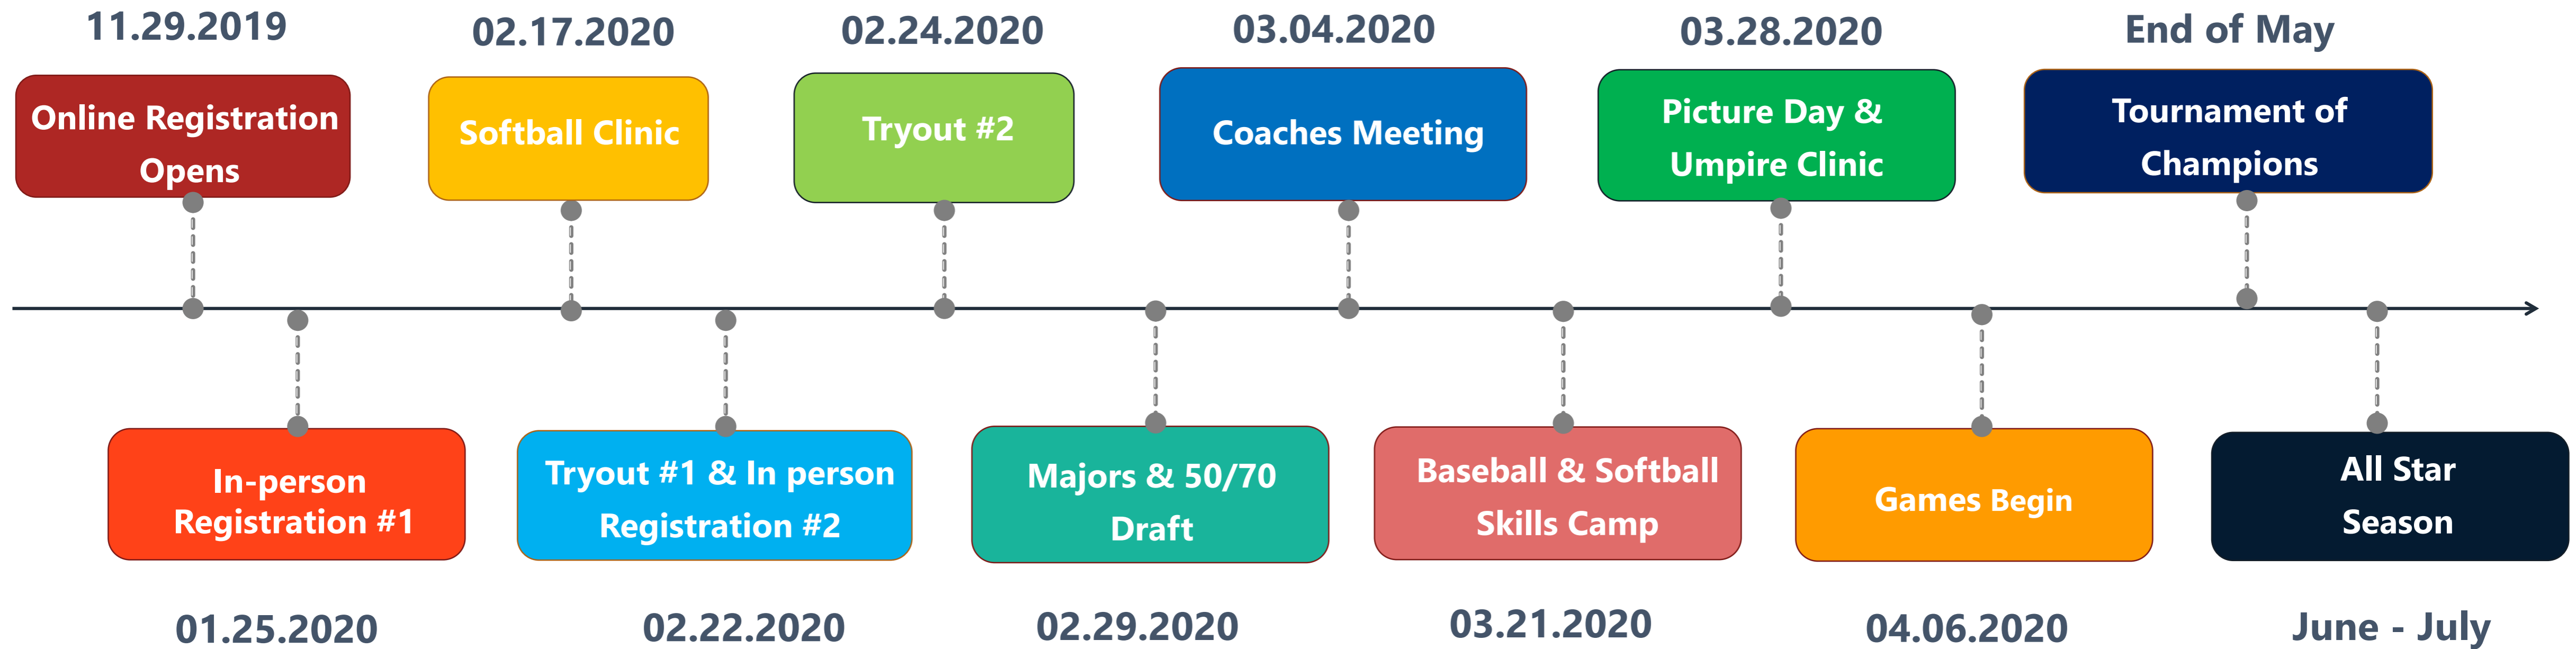 11.29.2019
Online Registration
Opens
02.17.2020
Softball Clinic
02.24.2020
Tryout #2
03.04.2020
Coaches Meeting
03.28.2020
Picture Day &
Umpire Clinic
End of May
Tournament of
Champions
In-person
Registration #1
01.25.2020
Tryout #1 & In person
Registration #2
02.22.2020
Majors & 50/70
Draft
02.29.2020
Baseball & Softball
Skills Camp
03.21.2020
Games Begin
04.06.2020
All Star
Season
June - July